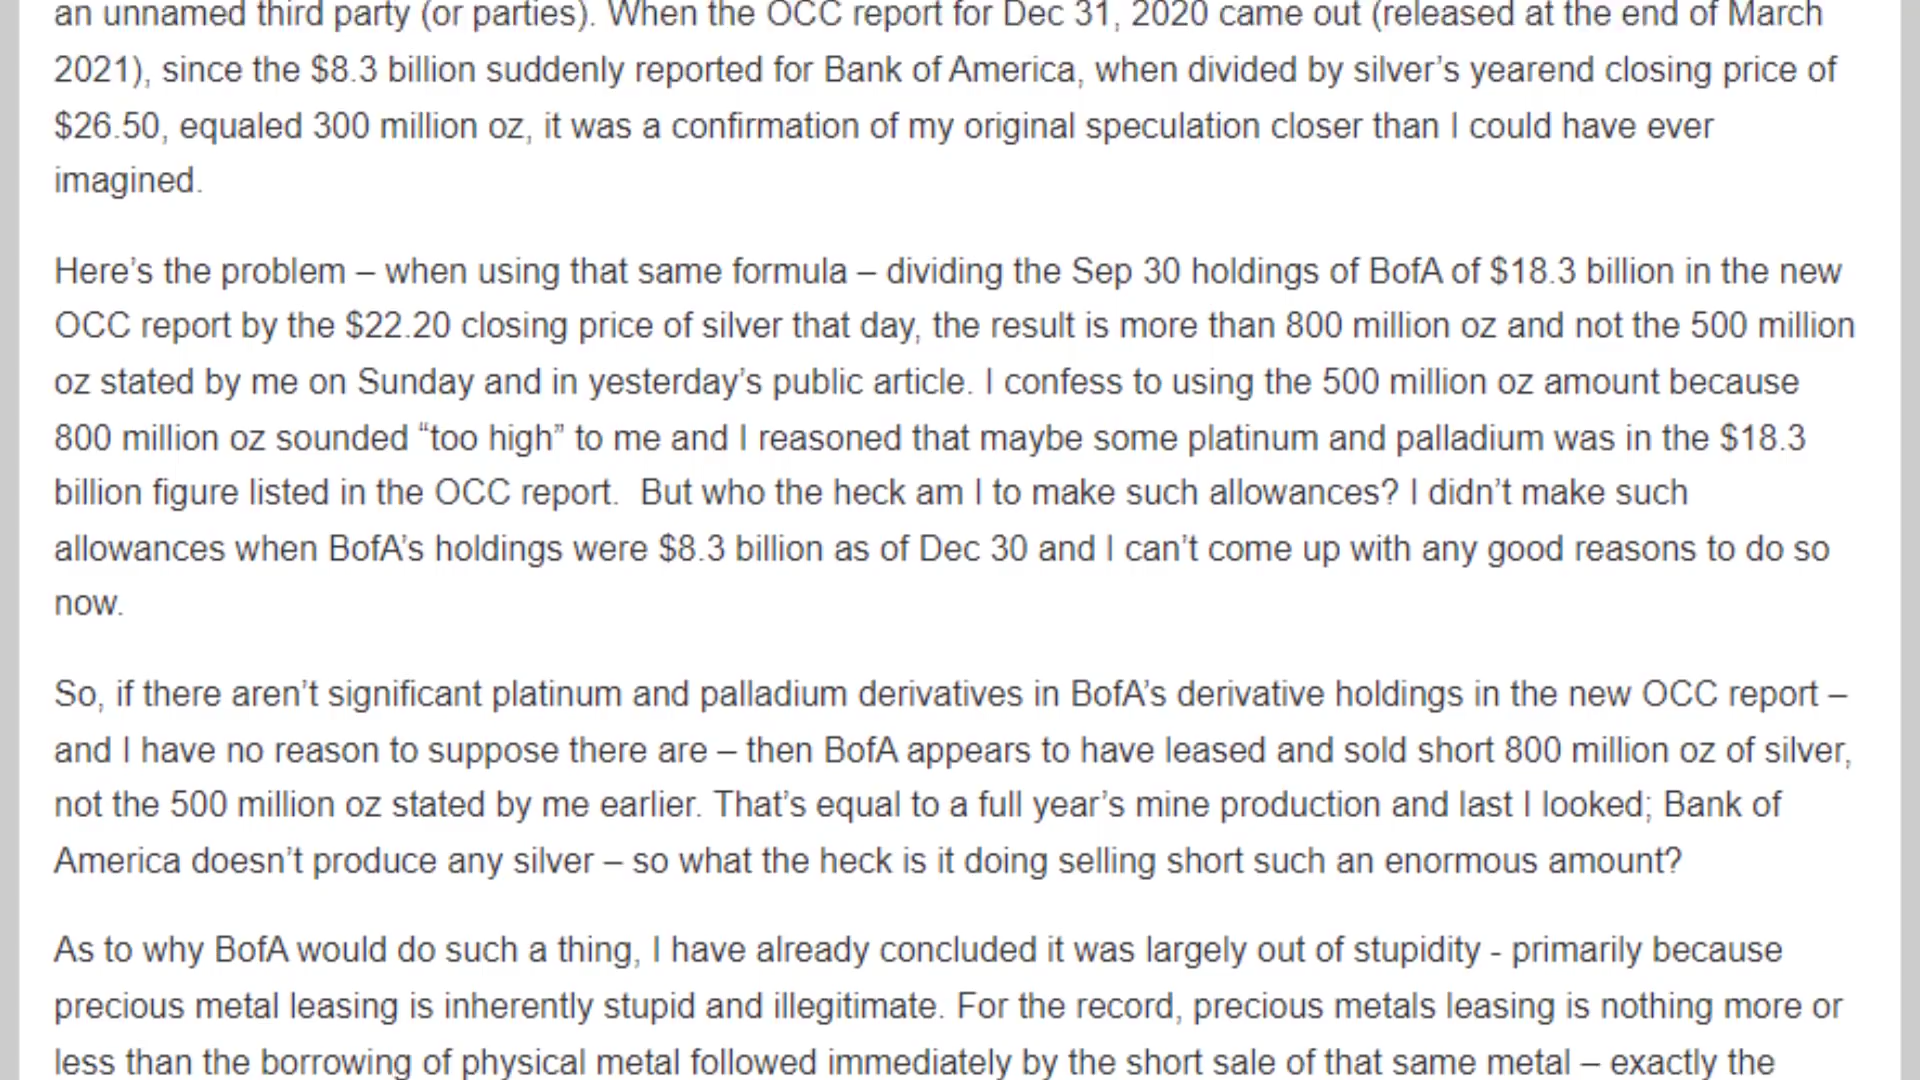 an unnamed third party (or parties). When the OCC report for Dec 31, 2020 came out (released at the end of March
2021), since the $8.3 billion suddenly reported for Bank of America, when divided by silver’s yearend closing price of
$26.50, equaled 300 million oz, it was a confirmation of my original speculation closer than I could have ever
imagined.
Here’s the problem – when using that same formula – dividing the Sep 30 holdings of BofA of $18.3 billion in the new
OCC report by the $22.20 closing price of silver that day, the result is more than 800 million oz and not the 500 million
oz stated by me on Sunday and in yesterday’s public article. I confess to using the 500 million oz amount because
800 million oz sounded “too high” to me and I reasoned that maybe some platinum and palladium was in the $18.3
billion figure listed in the OCC report.  But who the heck am I to make such allowances? I didn’t make such
allowances when BofA’s holdings were $8.3 billion as of Dec 30 and I can’t come up with any good reasons to do so
now.
So, if there aren’t significant platinum and palladium derivatives in BofA’s derivative holdings in the new OCC report –
and I have no reason to suppose there are – then BofA appears to have leased and sold short 800 million oz of silver,
not the 500 million oz stated by me earlier. That’s equal to a full year’s mine production and last I looked; Bank of
America doesn’t produce any silver – so what the heck is it doing selling short such an enormous amount?
As to why BofA would do such a thing, I have already concluded it was largely out of stupidity - primarily because
precious metal leasing is inherently stupid and illegitimate. For the record, precious metals leasing is nothing more or
less than the borrowing of physical metal followed immediately by the short sale of that same metal – exactly the